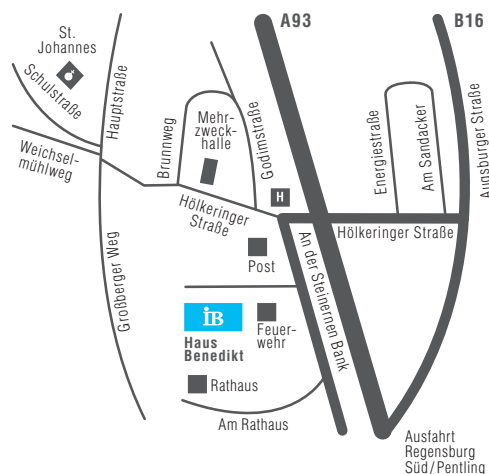 A93
B16
St.
Johannes
Schulstraße
Hauptstraße
Brunnweg
Mehr-
zweck-
halle
Godimstraße
Energiestraße
Am Sandacker
Augsburger Straße
Weichsel-
mühlweg
H
Hölkeringer
Straße
Hölkeringer Straße
Großberger Weg
Post
An der Steinernen Bank
iB
Haus
Benedikt
Feuer-
wehr
Rathaus
Am Rathaus
Ausfahrt
Regensburg
Süd/Pentling